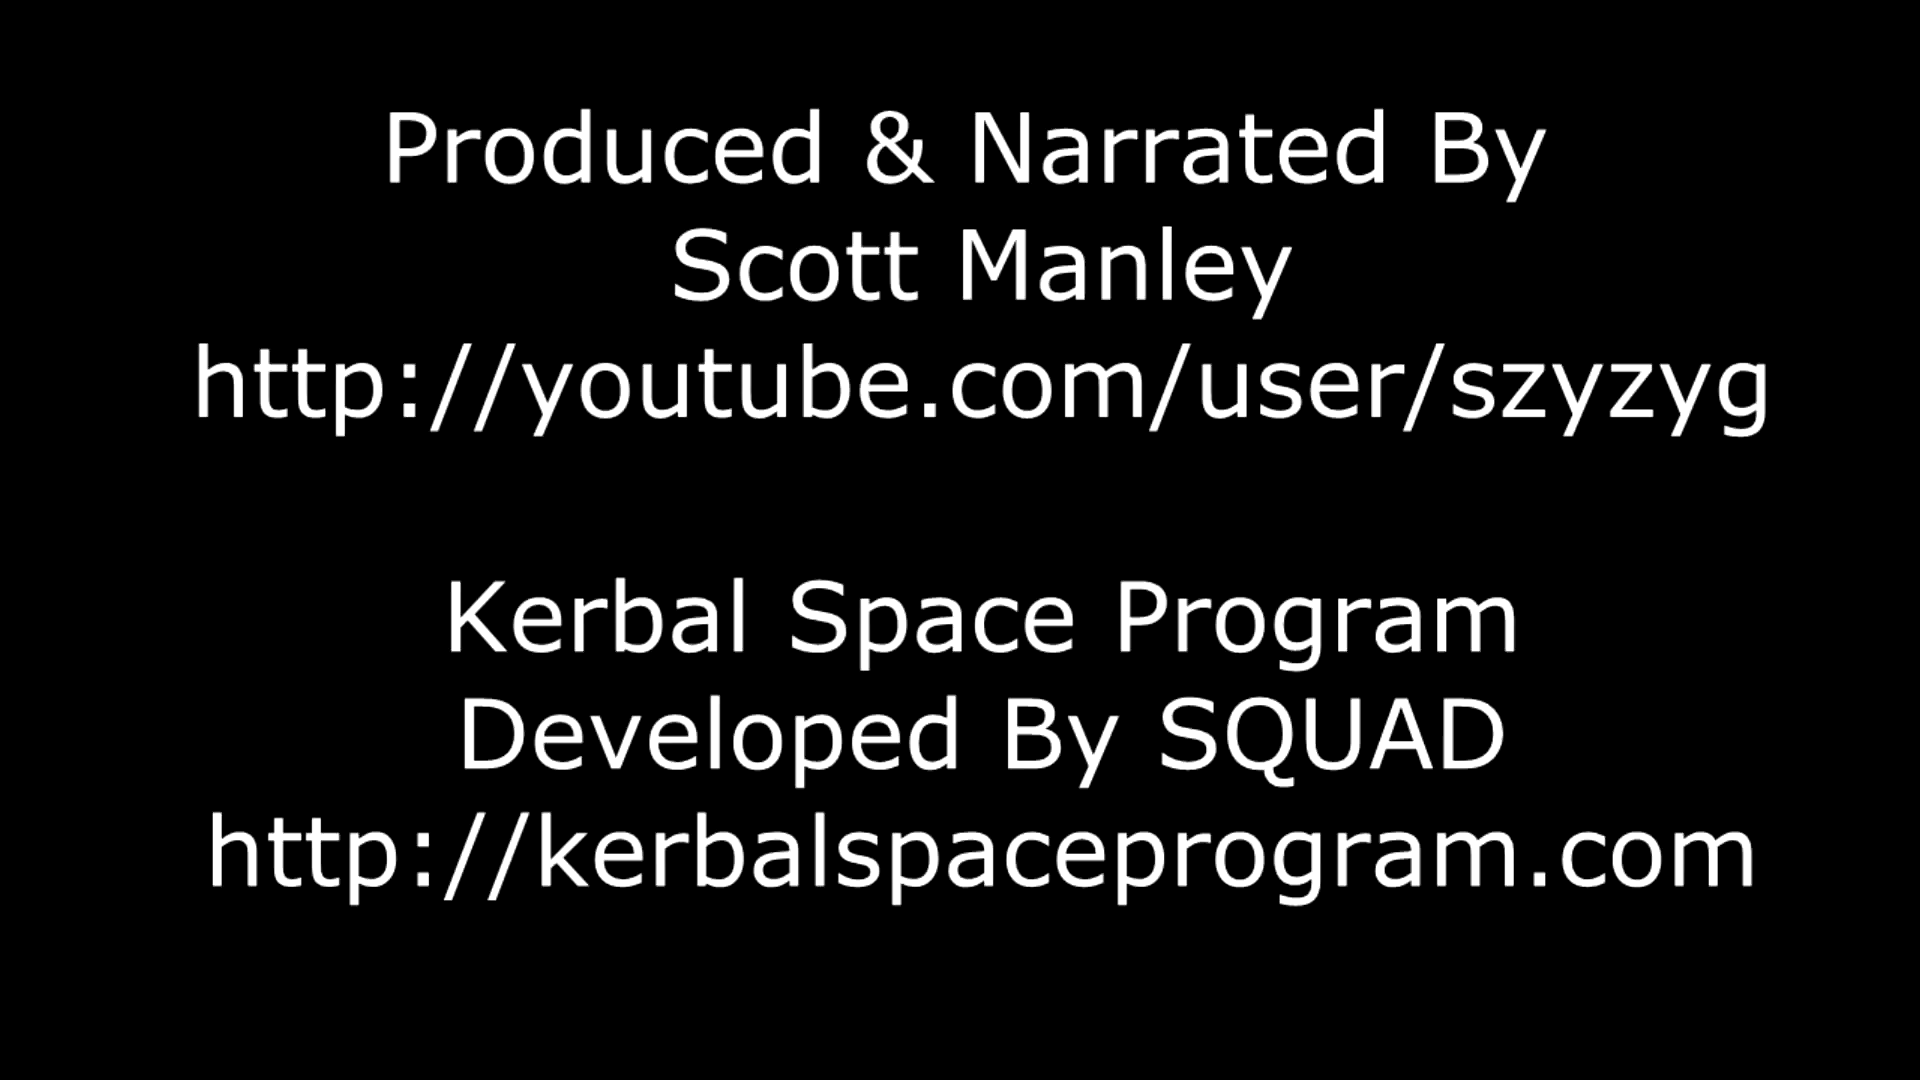 Produced & Narrated By
Scott Manley
http://youtube.com/user/szyzyg
Kerbal Space Program
Developed By SQUAD
http://kerbalspaceprogram.com